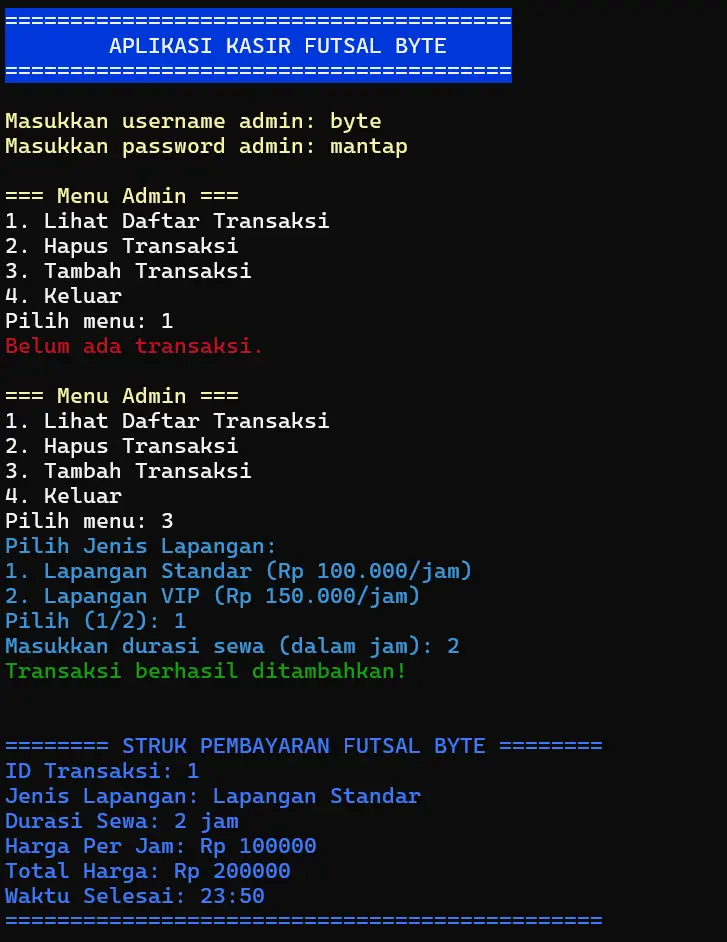 =======================================
APLIKASI KASIR FUTSAL BYTE
=======================================
Masukkan username admin: byte
Masukkan password admin: mantap
=== Menu Admin ===
1. Lihat Daftar Transaksi
2. Hapus Transaksi
3. Tambah Transaksi
4. Keluar
Pilih menu: 1
Belum ada transaksi.
=== Menu Admin ===
1. Lihat Daftar Transaksi
2. Hapus Transaksi
3. Tambah Transaksi
4. Keluar
Pilih menu: 3
Pilih Jenis Lapangan:
1. Lapangan Standar (Rp 100.000/jam)
2. Lapangan VIP (Rp 150.000/jam)
Pilih (1/2): 1
Masukkan durasi sewa (dalam jam): 2
Transaksi berhasil ditambahkan!
======== STRUK PEMBAYARAN FUTSAL BYTE ========
ID Transaksi: 1
Jenis Lapangan: Lapangan Standar
Durasi Sewa: 2 jam
Harga Per Jam: Rp 100000
Total Harga: Rp 200000
Waktu Selesai: 23:50
==============================================